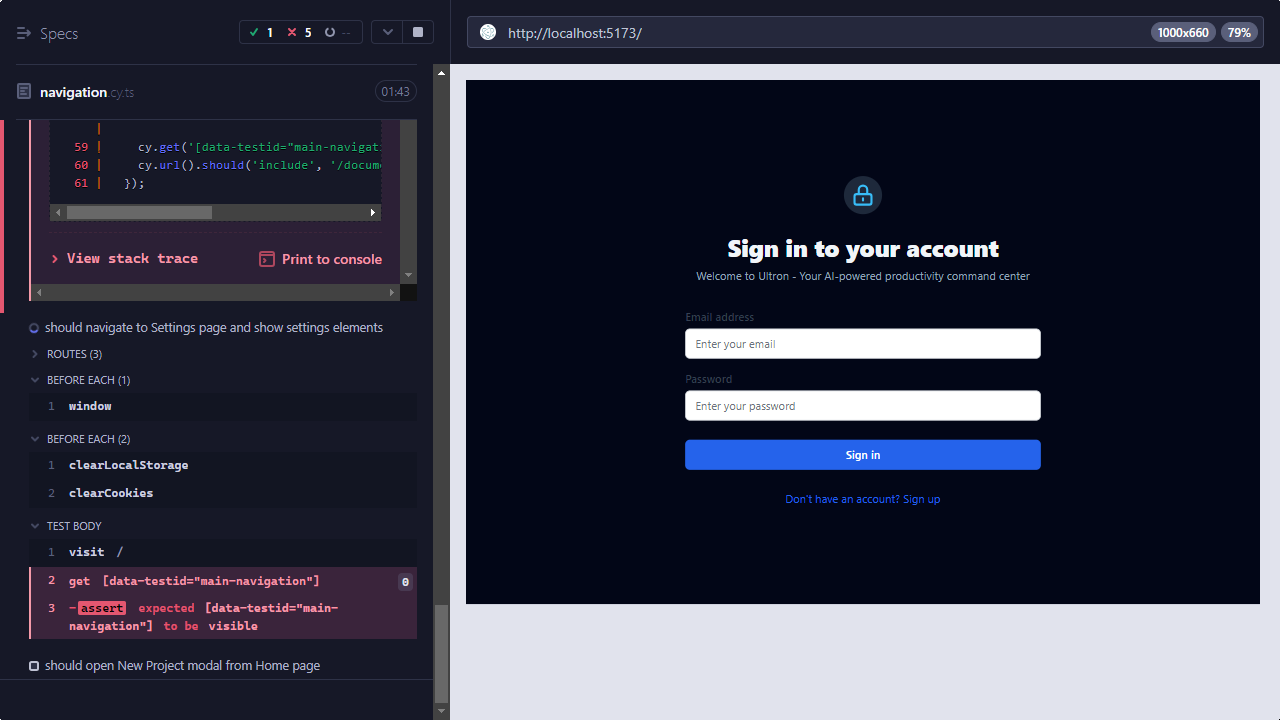 Specs
1 5 --
navigation.cy.ts
01:43
59 | cy.get('[data-testid="main-navigati
60 | cy.url().should('include', '/docume
61 | });
View stack trace
Print to console
should navigate to Settings page and show settings elements
ROUTES (3)
BEFORE EACH (1)
1 window
BEFORE EACH (2)
1 clearLocalStorage
2 clearCookies
TEST BODY
1 visit /
2 get [data-testid="main-navigation"] 0
3 -assert expected [data-testid="main-
navigation"] to be visible
should open New Project modal from Home page
http://localhost:5173/
1000x660
79%
Sign in to your account
Welcome to Ultron - Your AI-powered productivity command center
Email address
Enter your email
Password
Enter your password
Sign in
Don't have an account? Sign up